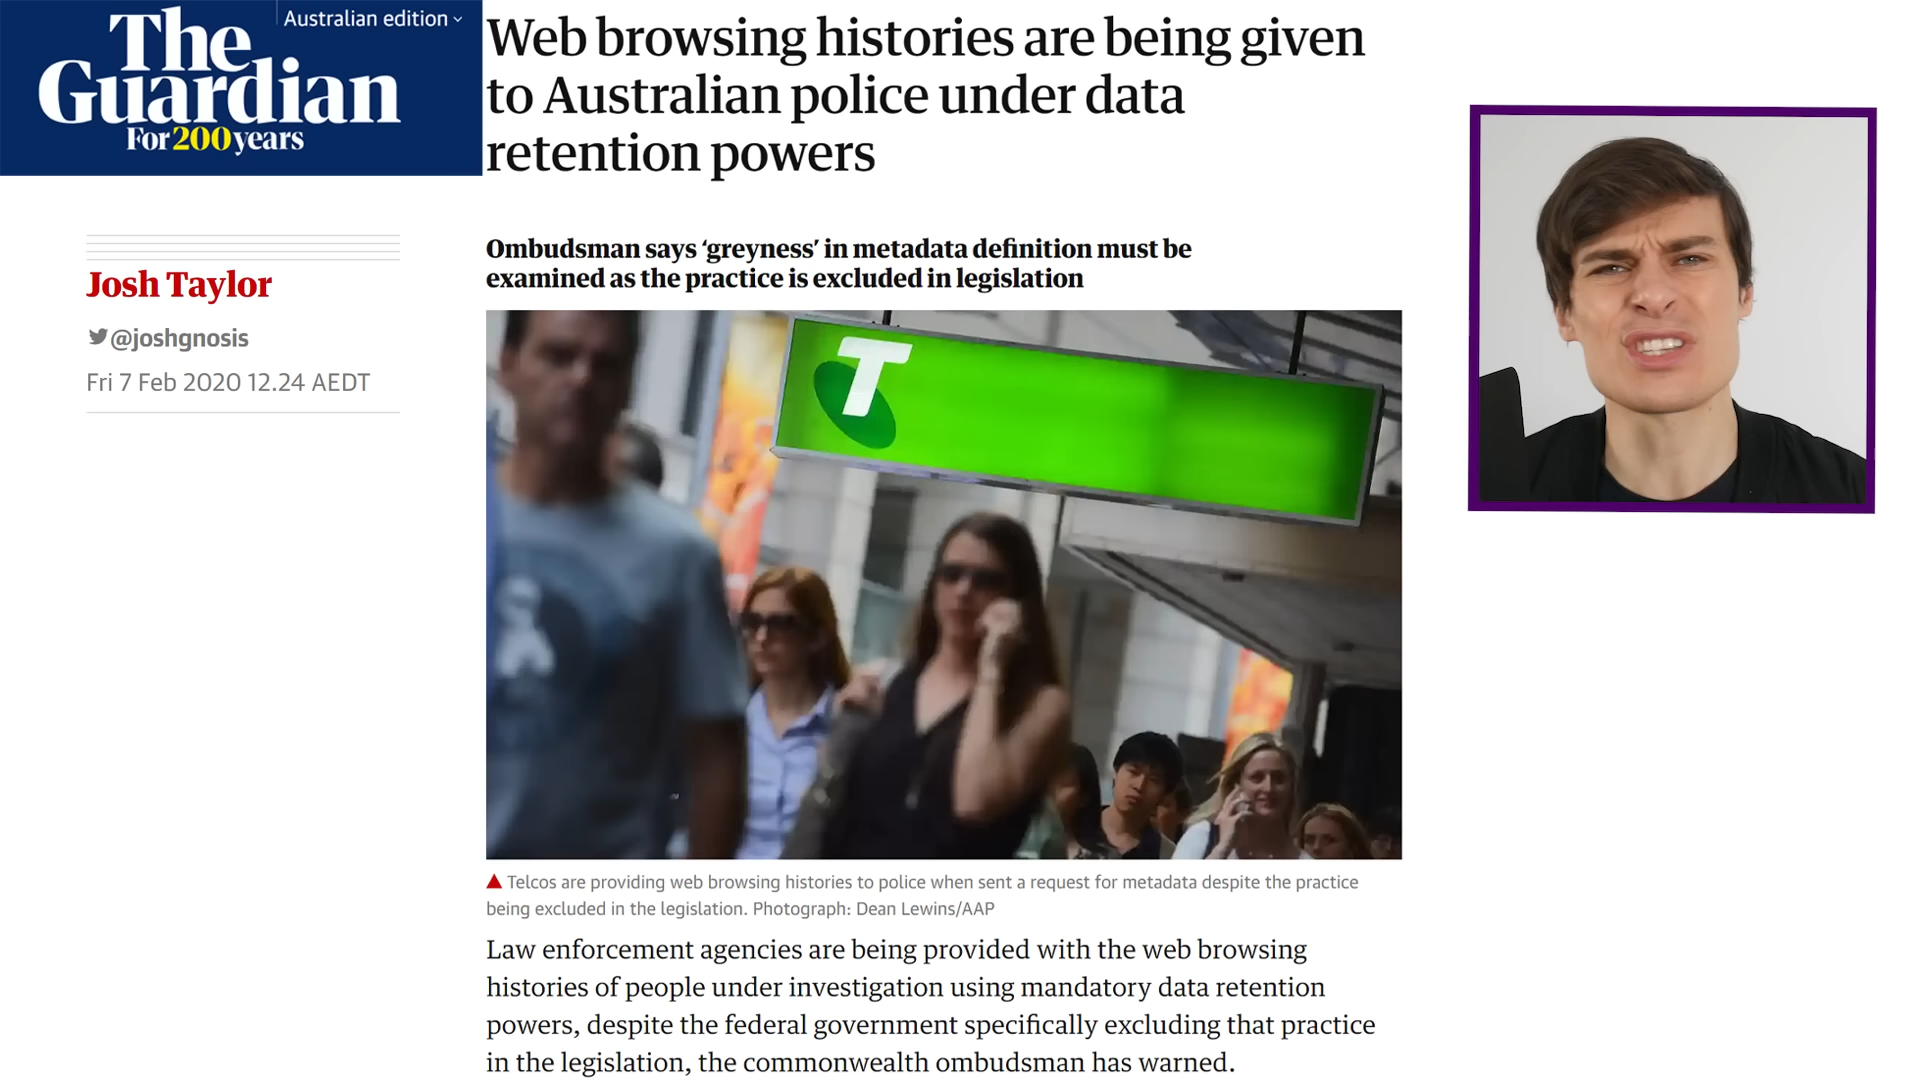 Australian edition
The
Guardian
For 200 years
Web browsing histories are being given
to Australian police under data
retention powers
Josh Taylor
@joshgnosis
Fri 7 Feb 2020 12.24 AEDT
Ombudsman says ‘greyness’ in metadata definition must be
examined as the practice is excluded in legislation
T
Telcos are providing web browsing histories to police when sent a request for metadata despite the practice
being excluded in the legislation. Photograph: Dean Lewins/AAP
Law enforcement agencies are being provided with the web browsing
histories of people under investigation using mandatory data retention
powers, despite the federal government specifically excluding that practice
in the legislation, the commonwealth ombudsman has warned.